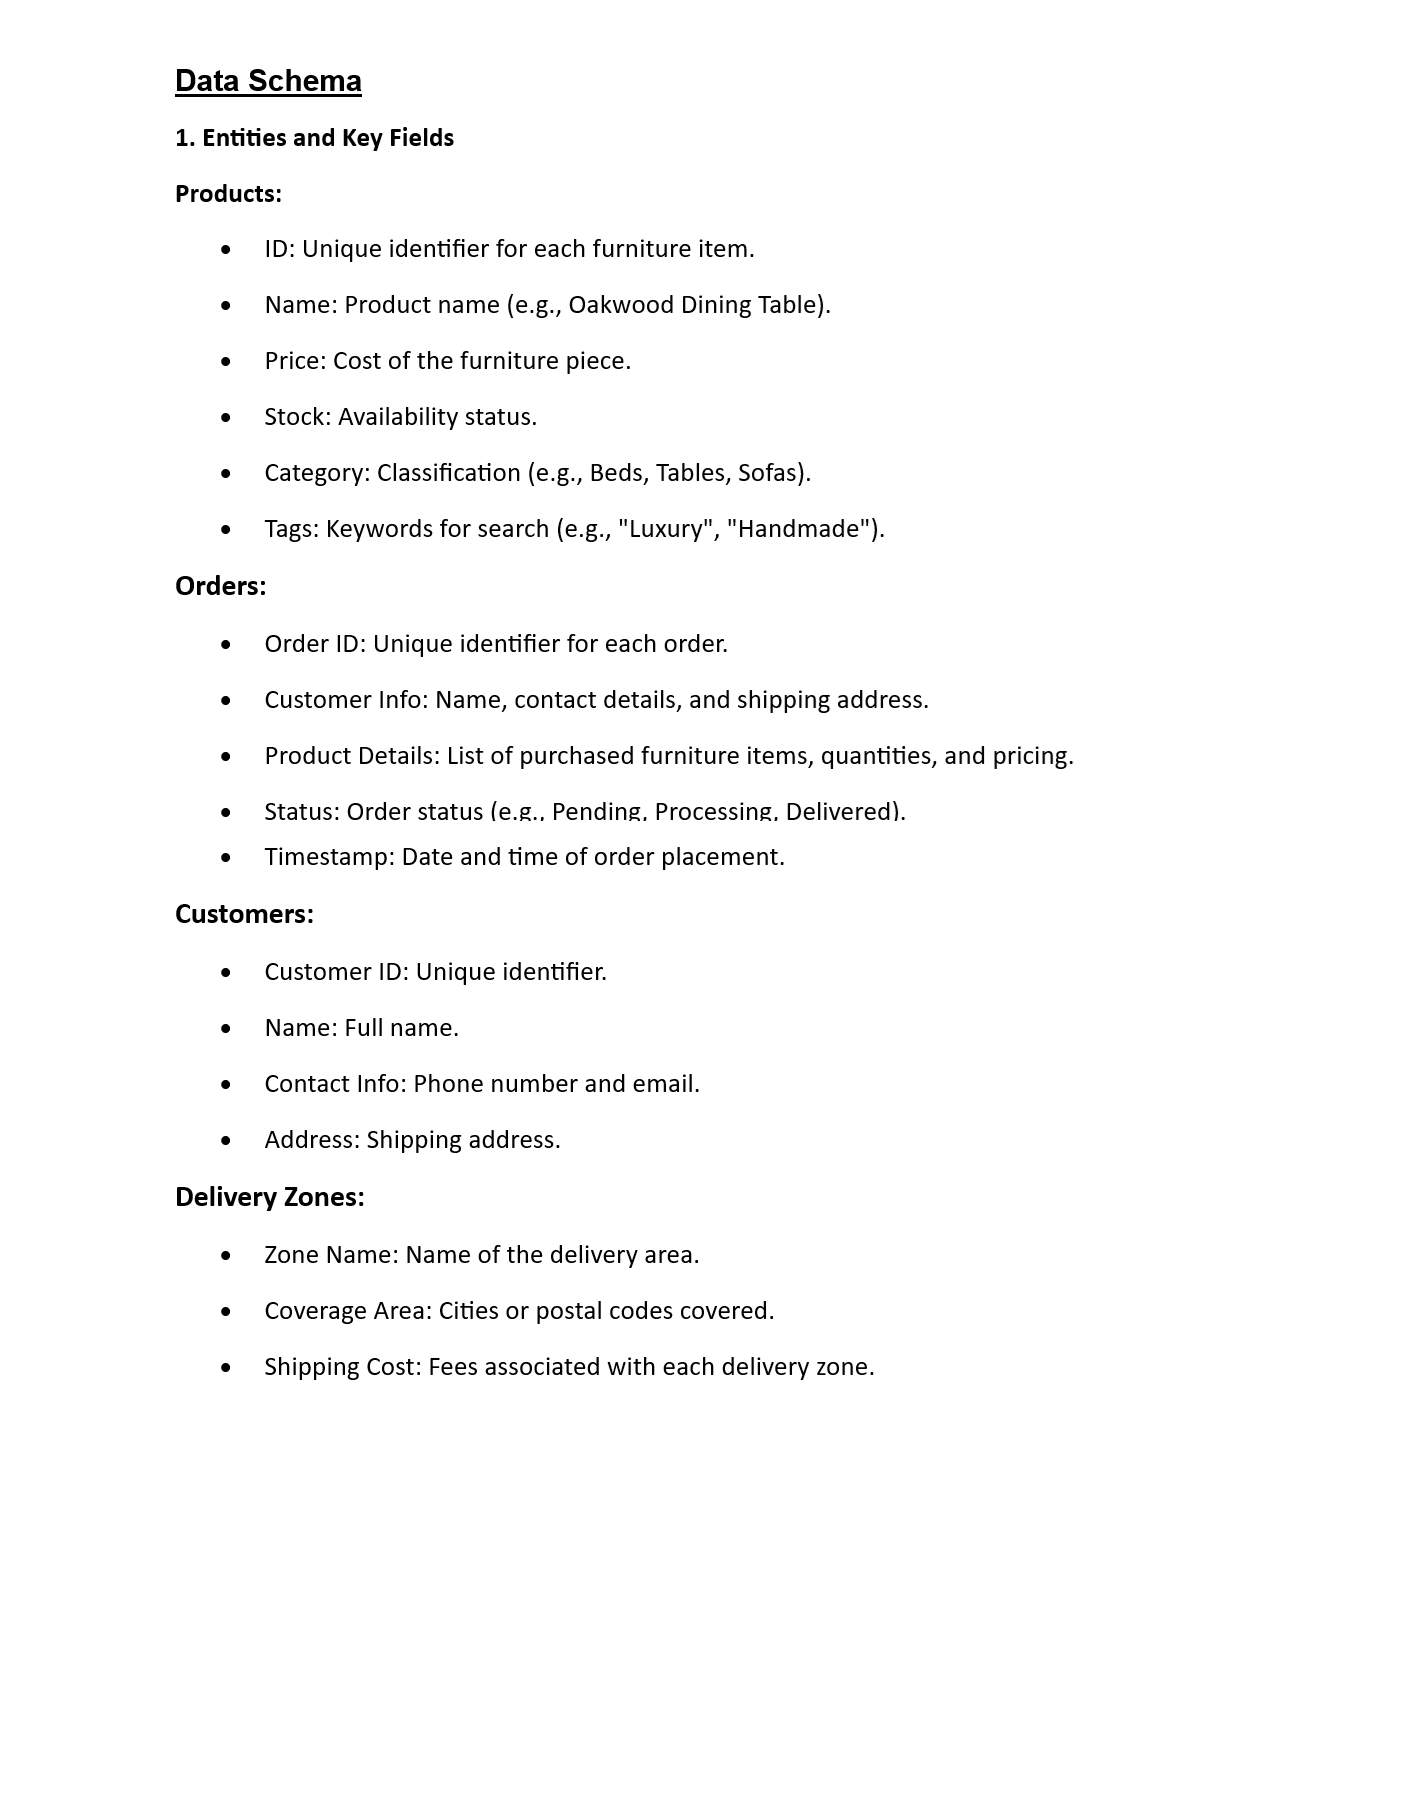 Data Schema
1. Entities and Key Fields
Products:
• ID: Unique identifier for each furniture item.
• Name: Product name (e.g., Oakwood Dining Table).
• Price: Cost of the furniture piece.
• Stock: Availability status.
• Category: Classification (e.g., Beds, Tables, Sofas).
• Tags: Keywords for search (e.g., "Luxury", "Handmade").
Orders:
• Order ID: Unique identifier for each order.
• Customer Info: Name, contact details, and shipping address.
• Product Details: List of purchased furniture items, quantities, and pricing.
• Status: Order status (e.g., Pending, Processing, Delivered).
• Timestamp: Date and time of order placement.
Customers:
• Customer ID: Unique identifier.
• Name: Full name.
• Contact Info: Phone number and email.
• Address: Shipping address.
Delivery Zones:
• Zone Name: Name of the delivery area.
• Coverage Area: Cities or postal codes covered.
• Shipping Cost: Fees associated with each delivery zone.